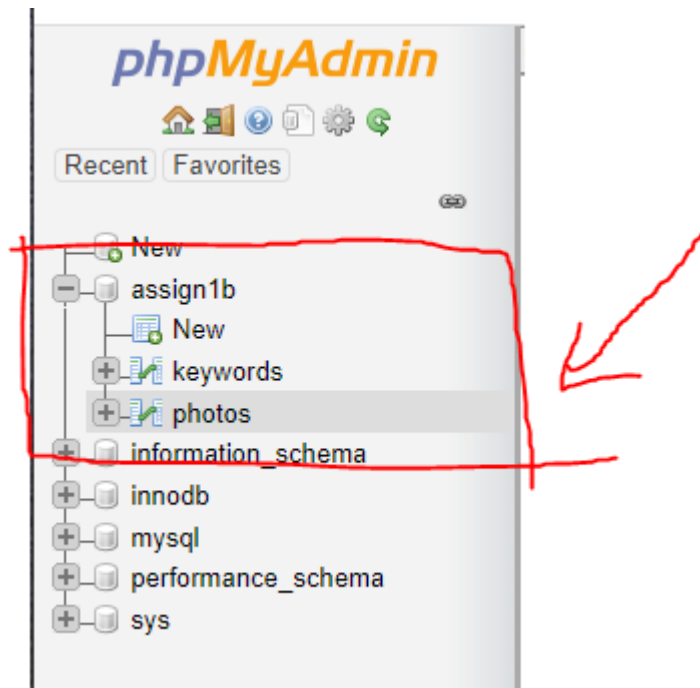 phpMyAdmin
Recent Favorites
New
assign1b
New
keywords
photos
information_schema
innodb
mysql
performance_schema
sys